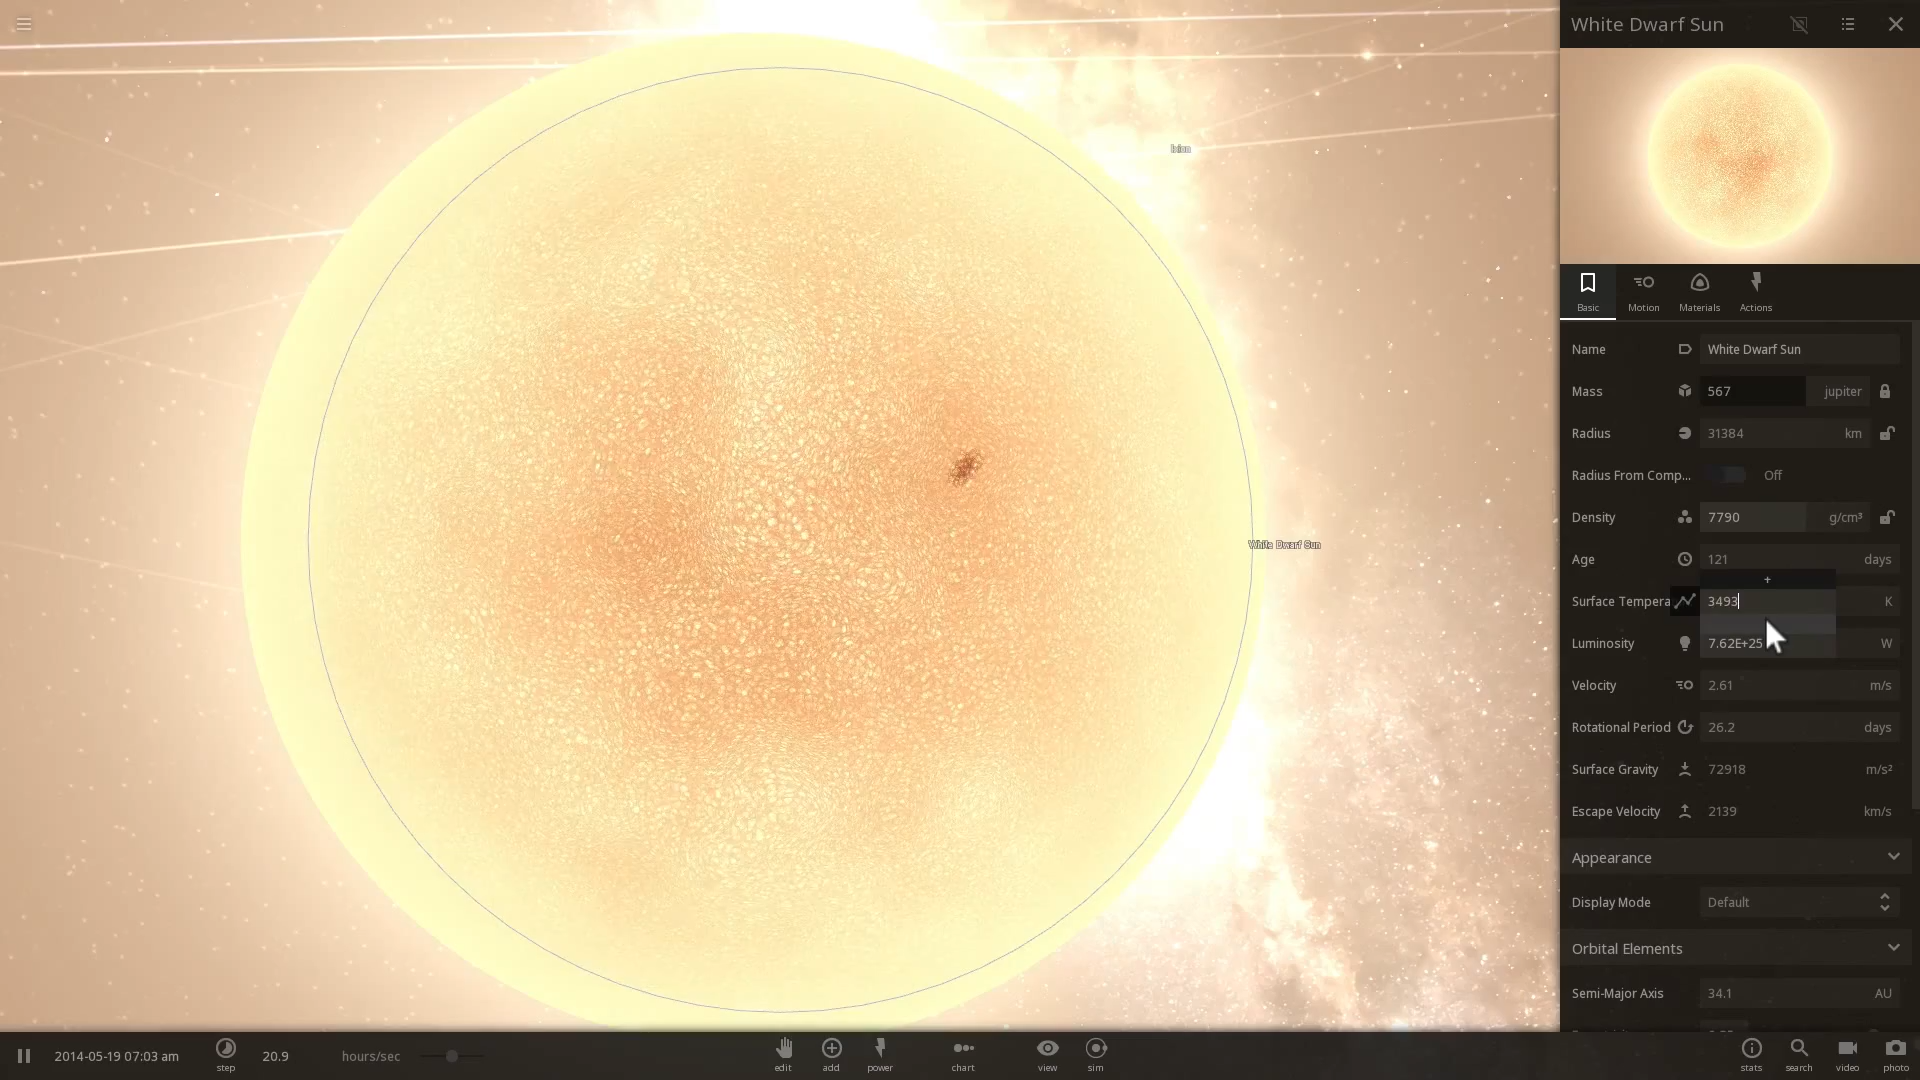 White Dwarf Sun
Ixion
White Dwarf Sun
Basic
Motion
Materials
Actions
Name
White Dwarf Sun
Mass
567
jupiter
Radius
31384
km
Radius From Comp...
Off
Density
7790
g/cm³
Age
121
days
+
Surface Tempera
3493
K
Luminosity
7.62E+25
W
Velocity
2.61
m/s
Rotational Period
26.2
days
Surface Gravity
72918
m/s²
Escape Velocity
2139
km/s
Appearance
Display Mode
Default
Orbital Elements
Semi-Major Axis
34.1
AU
2014-05-19 07:03 am
step
20.9
hours/sec
edit
add
power
chart
view
sim
stats
search
video
photo